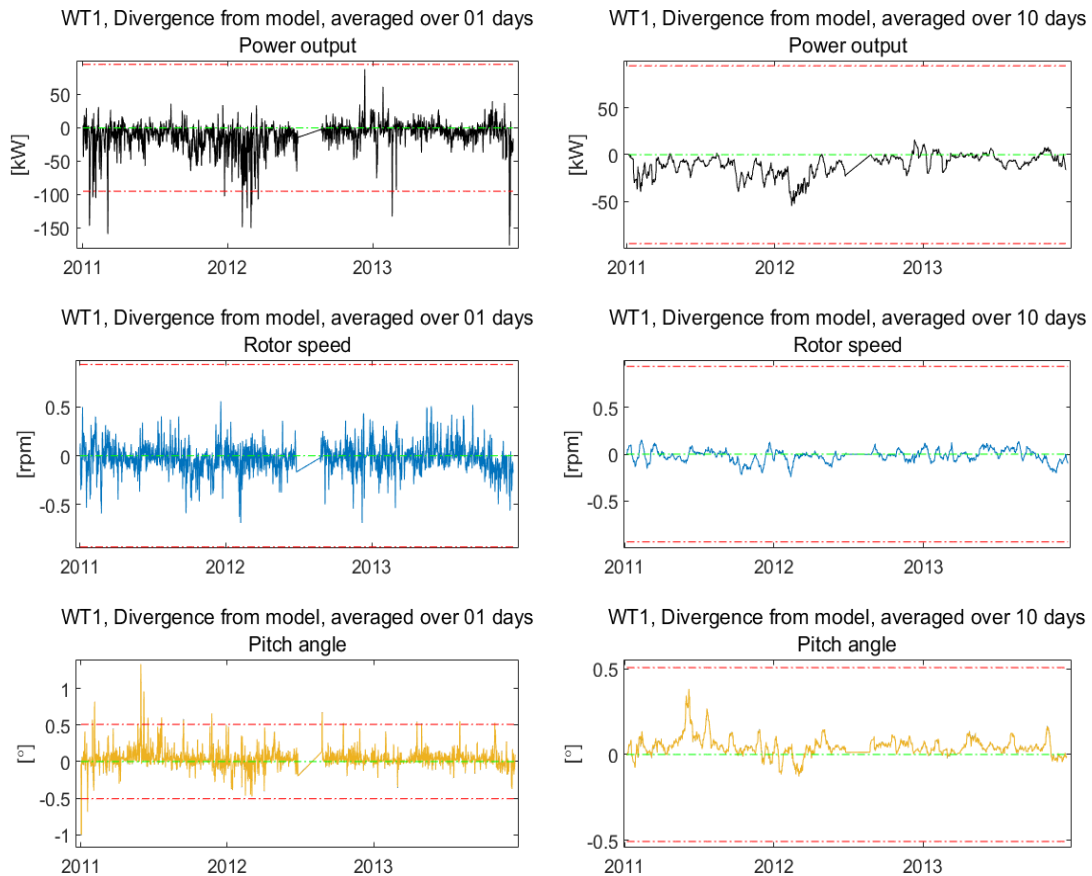 WT1, Divergence from model, averaged over 01 days
Power output
[kW]
50
0
-50
-100
-150
2011
2012
2013
WT1, Divergence from model, averaged over 10 days
Power output
[kW]
50
0
-50
2011
2012
2013
WT1, Divergence from model, averaged over 01 days
Rotor speed
[rpm]
0.5
0
-0.5
2011
2012
2013
WT1, Divergence from model, averaged over 10 days
Rotor speed
[rpm]
0.5
0
-0.5
2011
2012
2013
WT1, Divergence from model, averaged over 01 days
Pitch angle
[°]
1
0.5
0
-0.5
-1
2011
2012
2013
WT1, Divergence from model, averaged over 10 days
Pitch angle
[°]
0.5
0
-0.5
2011
2012
2013